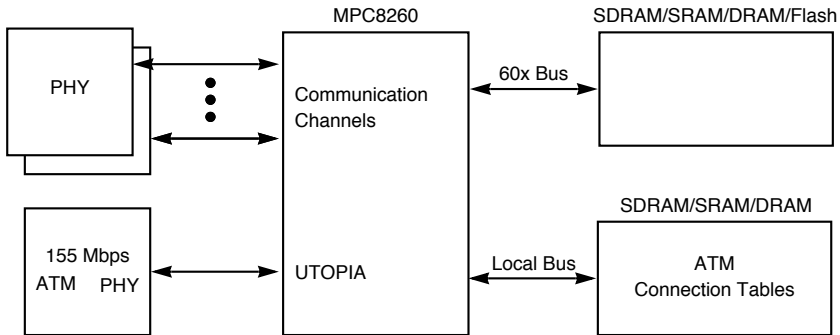 MPC8260
SDRAM/SRAM/DRAM/Flash
PHY
60x Bus
Communication
Channels
SDRAM/SRAM/DRAM
155 Mbps
ATM PHY
UTOPIA
Local Bus
ATM
Connection Tables